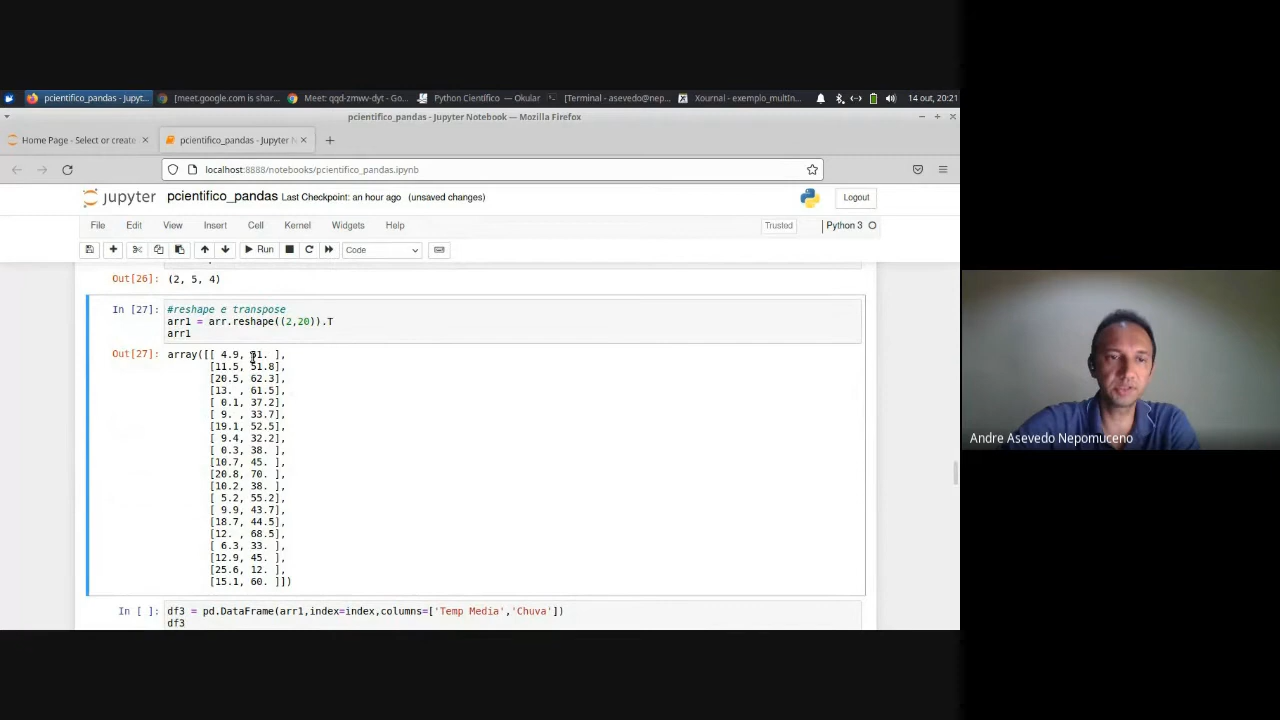 pcientifico_pandas - Jupyt...
[meet.google.com is shar...
Meet: qqd-zmwv-dyt - Go...
Python Científico — Okular
[Terminal - asevedo@nep...
Xournal - exemplo_multIn...
14 out, 20:21
pcientifico_pandas - Jupyter Notebook — Mozilla Firefox
Home Page - Select or create
pcientifico_pandas - Jupyter N
localhost:8888/notebooks/pcientifico_pandas.ipynb
jupyter pcientifico_pandas Last Checkpoint: an hour ago (unsaved changes)
Logout
File Edit View Insert Cell Kernel Widgets Help
Trusted
Python 3
Run
Code
Out[26]: (2, 5, 4)
In [27]: #reshape e transpose
arr1 = arr.reshape((2,20)).T
arr1
Out[27]: array([[ 4.9, 31. ],
[11.5, 51.8],
[20.5, 62.3],
[13. , 61.5],
[ 0.1, 37.2],
[ 9. , 33.7],
[19.1, 52.5],
[ 9.4, 32.2],
[ 0.3, 38. ],
[10.7, 45. ],
[20.8, 70. ],
[10.2, 38. ],
[ 5.2, 55.2],
[ 9.9, 43.7],
[18.7, 44.5],
[12. , 68.5],
[ 6.3, 33. ],
[12.9, 45. ],
[25.6, 12. ],
[15.1, 60. ]])
In [ ]: df3 = pd.DataFrame(arr1,index=index,columns=['Temp Media','Chuva'])
df3
Andre Asevedo Nepomuceno